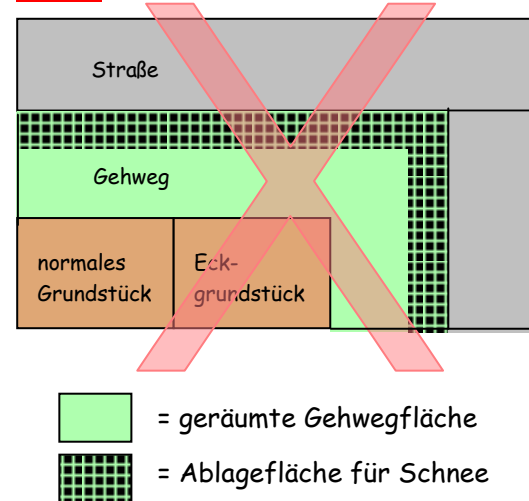 Straße
Gehweg
normales
Grundstück
Eck-
grundstück
= geräumte Gehwegfläche
= Ablagefläche für Schnee